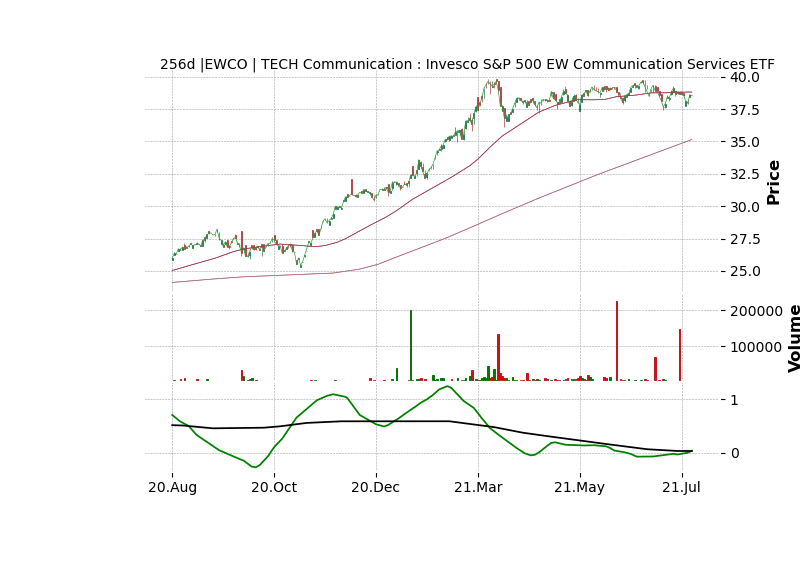 256d |EWCO | TECH Communication : Invesco S&P 500 EW Communication Services ETF
40.0
37.5
35.0
32.5
30.0
27.5
25.0
Price
200000
100000
Volume
1
0
20.Aug 20.Oct 20.Dec 21.Mar 21.May 21.Jul